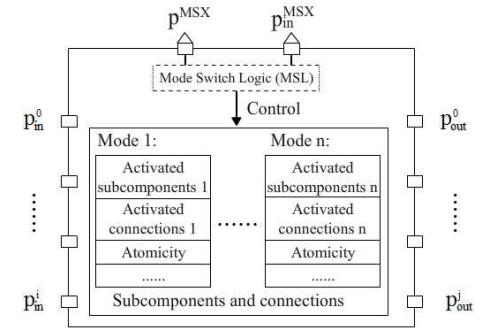 p^MSX p_in^MSX
Mode Switch Logic (MSL)
Control
p_in^0 p_out^0
Mode 1: Mode n:
Activated Activated
subcomponents 1 subcomponents n
Activated Activated
connections 1 ...... connections n
Atomicity Atomicity
...... ......
Subcomponents and connections
...... ......
p_in^i p_out^j